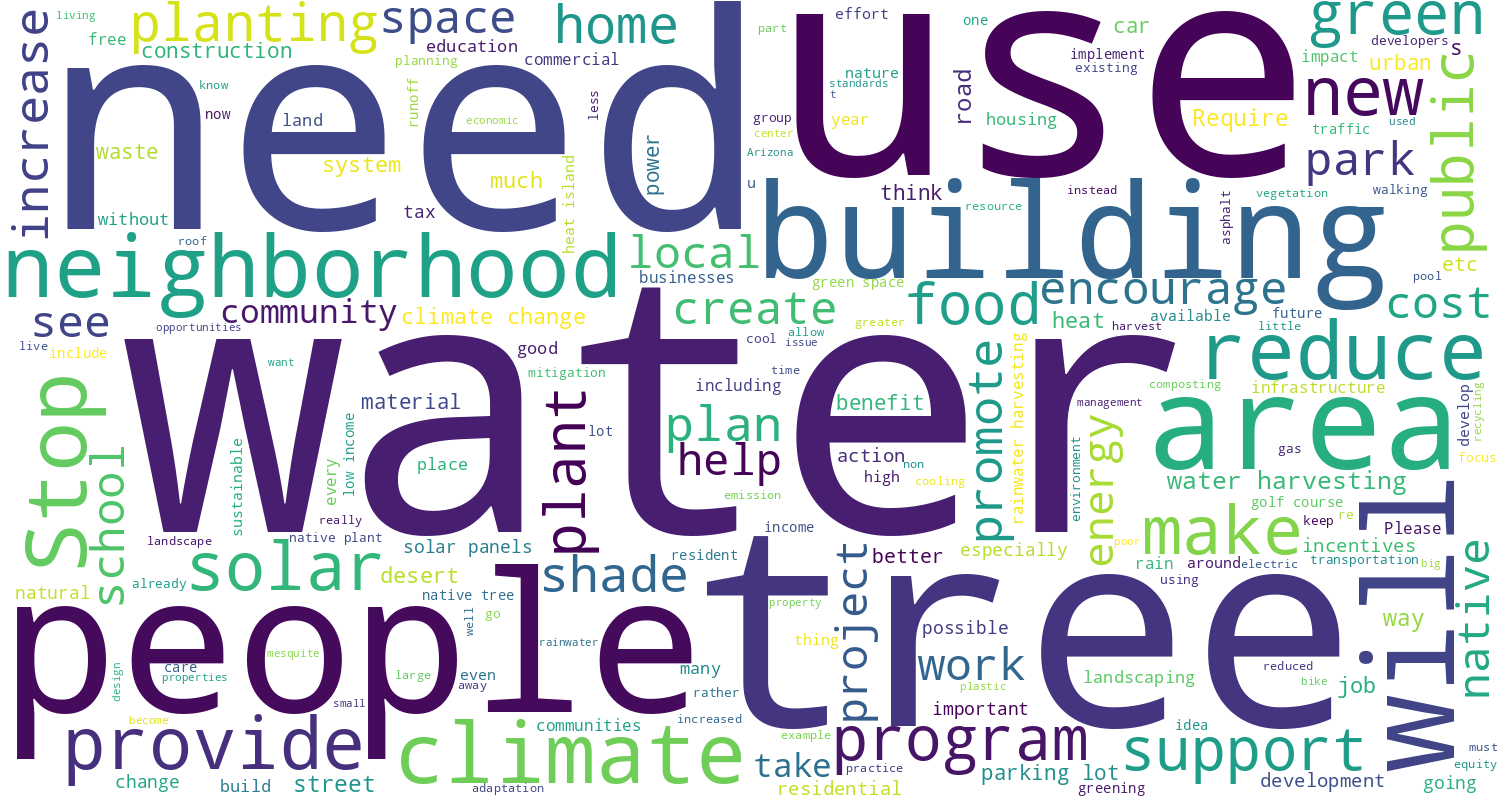 living
planting
space
home
effort
part
one
car
green
free
construction
education
commercial
planning
implement
existing
developers
s
impact
urban
increase
need
use
know
now
runoff
less
nature
standards
t
road
new
public
land
economic
group
year
housing
Require
traffic
used
waste
system
much
heat island
power
center
Arizona
park
without
tax
u
think
instead
building
vegetation
walking
resource
asphalt
roof
neighborhood
local
businesses
green space
encourage
etc
pool
see
community
climate change
create
food
cost
opportunities
greater
heat
available
future
little
harvest
live
include
want
good
cool
allow
issue
reduce
water
mitigation
time
including
promote
rainwater harvesting
composting
infrastructure
develop
recycling
Stop
school
material
plant
lot
plan
benefit
management
area
energy
sustainable
every
low income
place
help
action
high
non
cooling
environment
gas
focus
emission
water harvesting
golf course
really
landscape
native plant
solar panels
income
resident
better
especially
make
keep
re
Please
incentives
poor
rain
around
electric
transportation
big
using
will
native
natural
already
solar
desert
shade
native tree
go
well
property
project
way
people
tree
rainwater
thing
possible
mesquite
care
properties
design
large
even
away
many
rather
work
plastic
landscaping
reduced
bike
job
small
become
provide
climate
communities
increased
example
important
program
idea
support
must
equity
change
build
street
adaptation
take
practice
residential
parking lot
greening
development
going